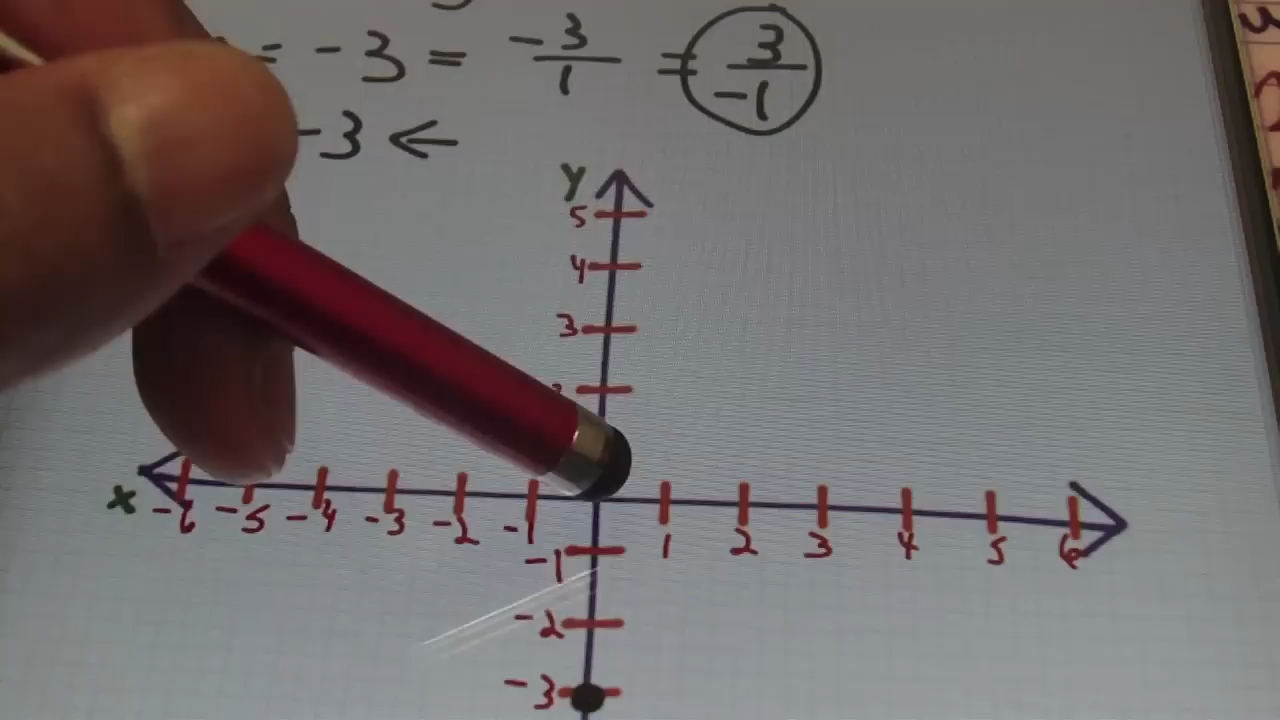 = -3 = -3/1 = 3/-1
-3 ←
y
5
4
3
x -6 -5 -4 -3 -2 -1 1 2 3 4 5 6
-1
-2
-3